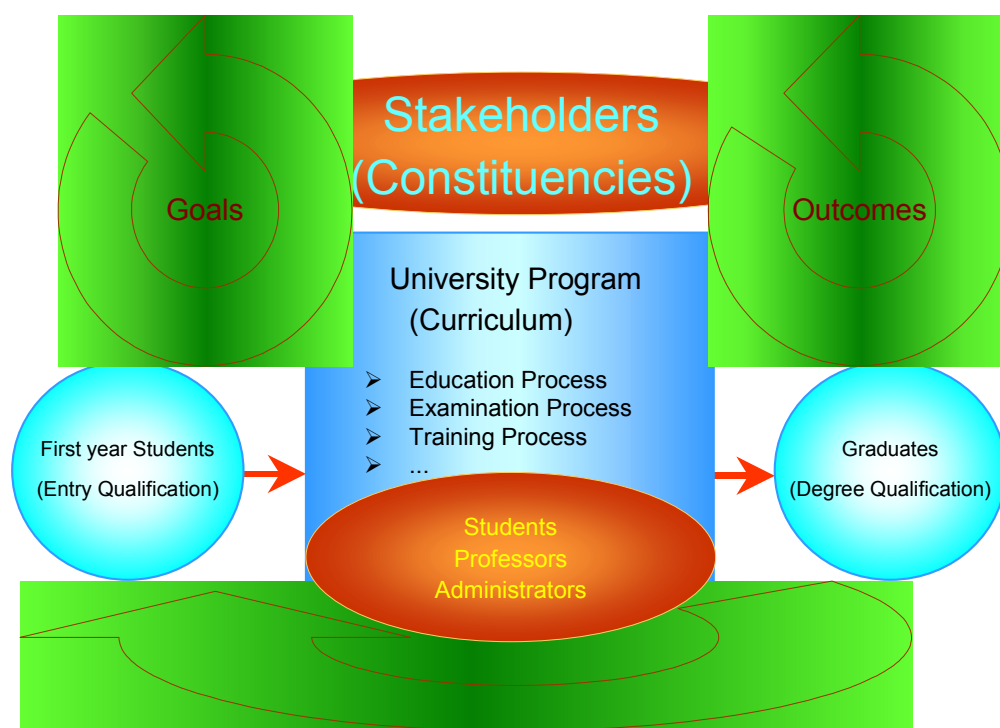 Stakeholders
(Constituencies)
Goals
Outcomes
University Program
(Curriculum)
➢ Education Process
➢ Examination Process
➢ Training Process
➢ ...
First year Students
(Entry Qualification)
Graduates
(Degree Qualification)
Students
Professors
Administrators